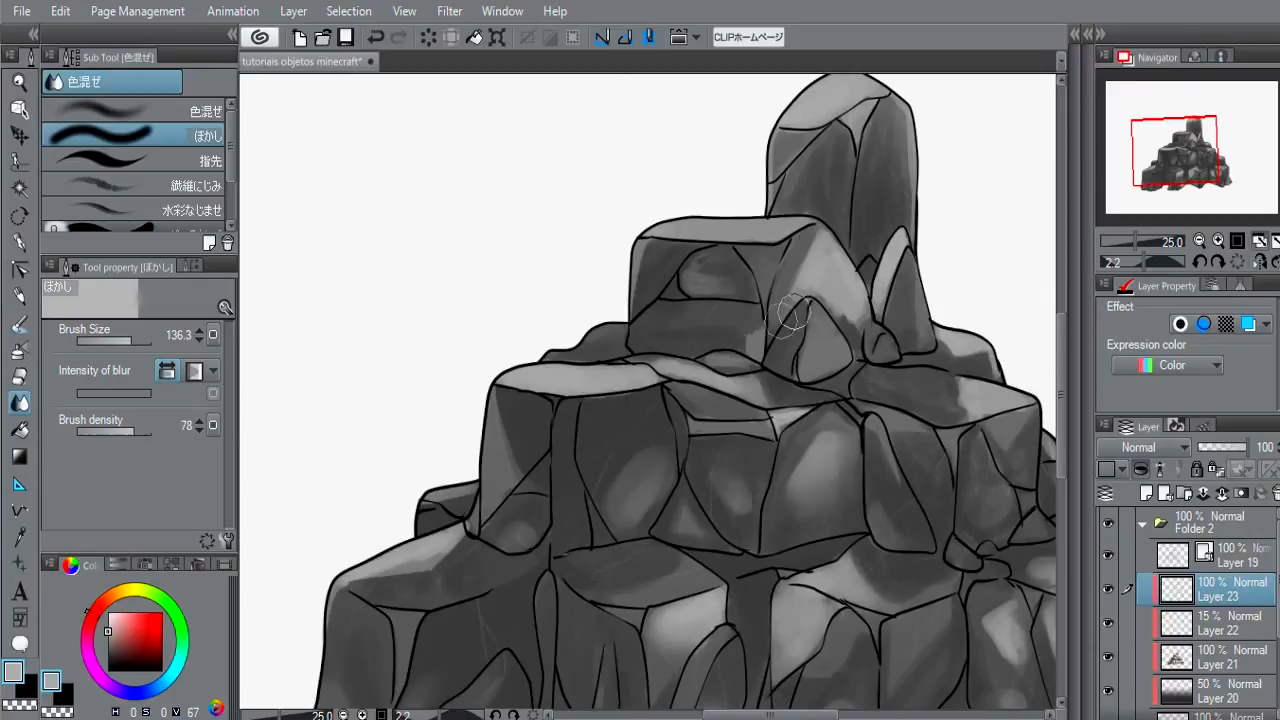 File Edit Page Management Animation Layer Selection View Filter Window Help
Sub Tool [色混ぜ]
CLIPホームページ
Navigator
tutoriais objetos minecraft*
色混ぜ
色混ぜ
ぼかし
指先
繊維にじみ
水彩なじませ
25.0
2.2
Tool property [ぼかし]
ぼかし
Layer Property
Effect
Brush Size 136.3
Expression color
Intensity of blur
Color
Brush density 78
Layer
Normal 100
100 % Normal
Folder 2
100 % Norm
Layer 19
Col
100 % Normal
Layer 23
15 % Normal
Layer 22
100 % Normal
Layer 21
50 % Normal
Layer 20
H 0 S 0 V 67
25.0 2.2